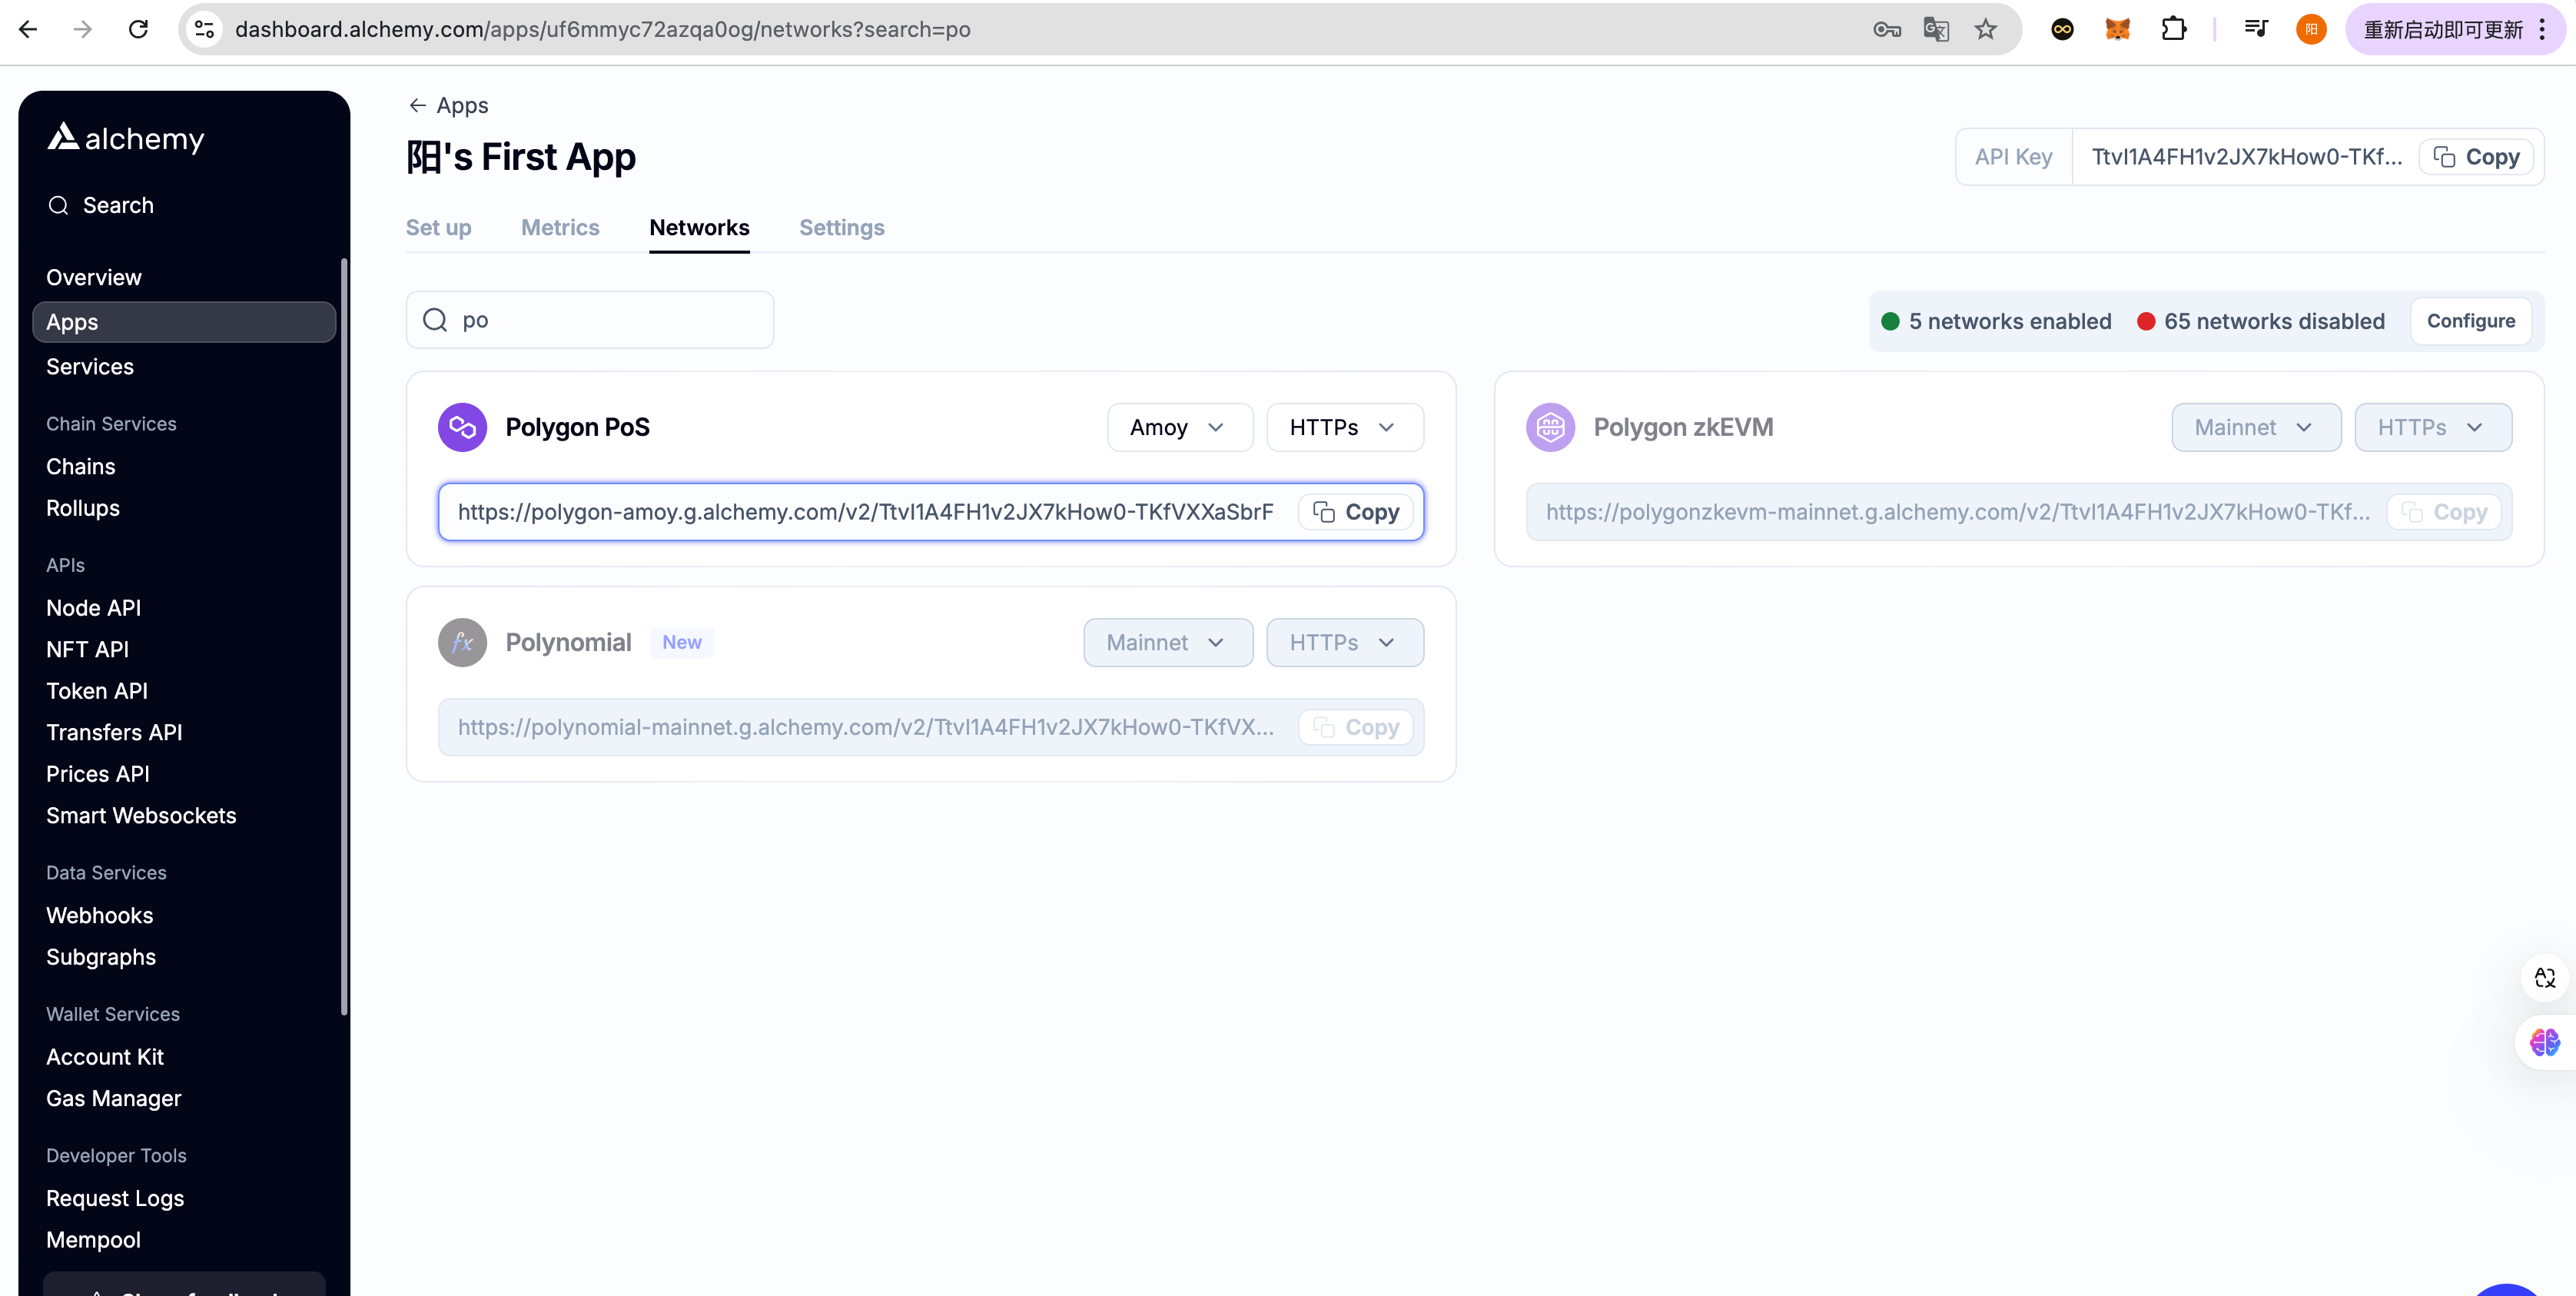 dashboard.alchemy.com/apps/uf6mmyc72azqa0og/networks?search=po
阳
重新启动即可更新
alchemy
Search
Overview
Apps
Services
Chain Services
Chains
Rollups
APIs
Node API
NFT API
Token API
Transfers API
Prices API
Smart Websockets
Data Services
Webhooks
Subgraphs
Wallet Services
Account Kit
Gas Manager
Developer Tools
Request Logs
Mempool
Apps
阳's First App
API Key TtvI1A4FH1v2JX7kHow0-TKf... Copy
Set up Metrics Networks Settings
po
5 networks enabled 65 networks disabled Configure
Polygon PoS Amoy HTTPs
https://polygon-amoy.g.alchemy.com/v2/TtvI1A4FH1v2JX7kHow0-TKfVXXaSbrF Copy
Polygon zkEVM Mainnet HTTPs
https://polygonzkevm-mainnet.g.alchemy.com/v2/TtvI1A4FH1v2JX7kHow0-TKf... Copy
fx Polynomial New Mainnet HTTPs
https://polynomial-mainnet.g.alchemy.com/v2/TtvI1A4FH1v2JX7kHow0-TKfVX... Copy